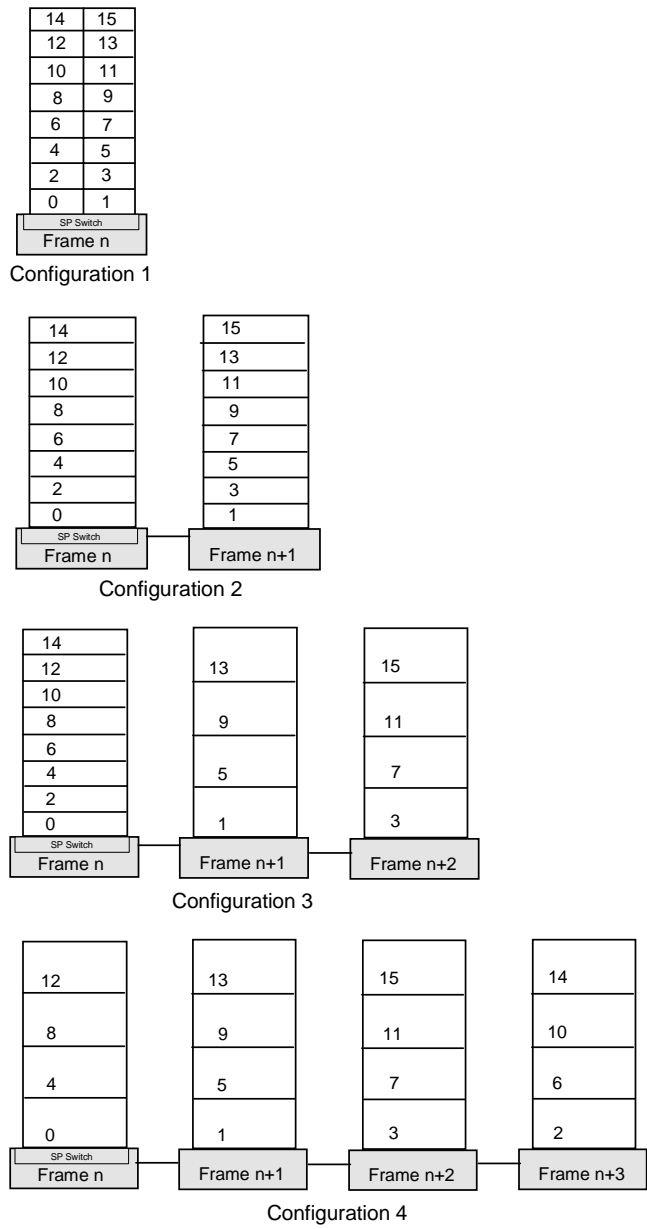 14 15
12 13
10 11
8 9
6 7
4 5
2 3
0 1
SP Switch
Frame n
Configuration 1
14 15
12 13
10 11
8 9
6 7
4 5
2 3
0 1
SP Switch
Frame n Frame n+1
Configuration 2
14
12 13 15
10
8 9 11
6
4 5 7
2
0 1 3
SP Switch
Frame n Frame n+1 Frame n+2
Configuration 3
12 13 15 14
8 9 11 10
4 5 7 6
0 1 3 2
SP Switch
Frame n Frame n+1 Frame n+2 Frame n+3
Configuration 4